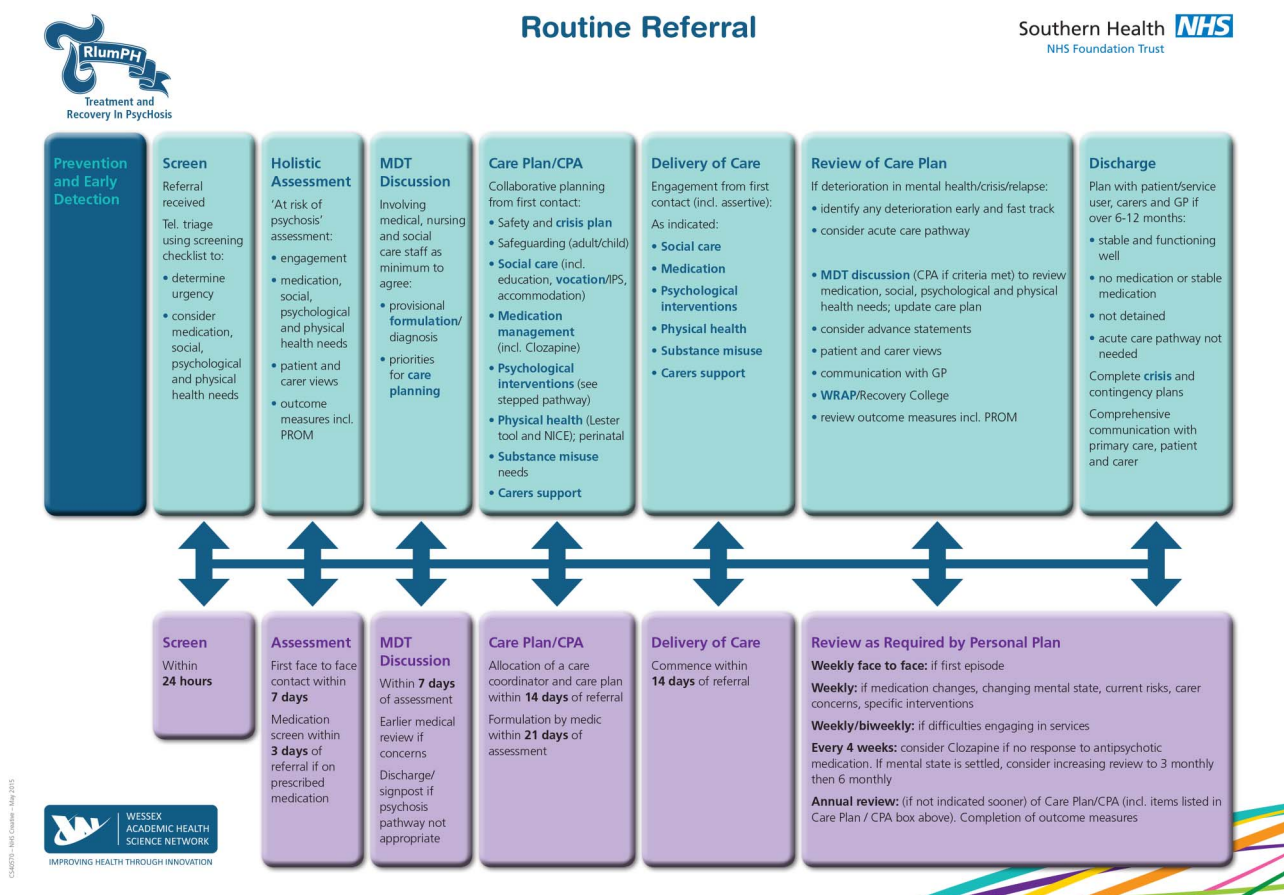 Routine Referral
RIumPH
Treatment and
Recovery In PsycHosis
Southern Health NHS
NHS Foundation Trust
Prevention
and Early
Detection
Screen
Referral
received
Tel. triage
using screening
checklist to:
• determine
urgency
• consider
medication,
social,
psychological
and physical
health needs
Holistic
Assessment
'At risk of
psychosis'
assessment:
• engagement
• medication,
social,
psychological
and physical
health needs
• patient and
carer views
• outcome
measures incl.
PROM
MDT
Discussion
Involving
medical, nursing
and social
care staff as
minimum to
agree:
• provisional
formulation/
diagnosis
• priorities
for care
planning
Care Plan/CPA
Collaborative planning
from first contact:
• Safety and crisis plan
• Safeguarding (adult/child)
• Social care (incl.
education, vocation/IPS,
accommodation)
• Medication
management
(incl. Clozapine)
• Psychological
interventions (see
stepped pathway)
• Physical health (Lester
tool and NICE); perinatal
• Substance misuse
needs
• Carers support
Delivery of Care
Engagement from first
contact (incl. assertive):
As indicated:
• Social care
• Medication
• Psychological
interventions
• Physical health
• Substance misuse
• Carers support
Review of Care Plan
If deterioration in mental health/crisis/relapse:
• identify any deterioration early and fast track
• consider acute care pathway
• MDT discussion (CPA if criteria met) to review
medication, social, psychological and physical
health needs; update care plan
• consider advance statements
• patient and carer views
• communication with GP
• WRAP/Recovery College
• review outcome measures incl. PROM
Discharge
Plan with patient/service
user, carers and GP if
over 6-12 months:
• stable and functioning
well
• no medication or stable
medication
• not detained
• acute care pathway not
needed
Complete crisis and
contingency plans
Comprehensive
communication with
primary care, patient
and carer
Screen
Within
24 hours
Assessment
First face to face
contact within
7 days
Medication
screen within
3 days of
referral if on
prescribed
medication
MDT
Discussion
Within 7 days
of assessment
Earlier medical
review if
concerns
Discharge/
signpost if
psychosis
pathway not
appropriate
Care Plan/CPA
Allocation of a care
coordinator and care plan
within 14 days of referral
Formulation by medic
within 21 days of
assessment
Delivery of Care
Commence within
14 days of referral
Review as Required by Personal Plan
Weekly face to face: if first episode
Weekly: if medication changes, changing mental state, current risks, carer
concerns, specific interventions
Weekly/biweekly: if difficulties engaging in services
Every 4 weeks: consider Clozapine if no response to antipsychotic
medication. If mental state is settled, consider increasing review to 3 monthly
then 6 monthly
Annual review: (if not indicated sooner) of Care Plan/CPA (incl. items listed in
Care Plan / CPA box above). Completion of outcome measures
WESSEX
ACADEMIC HEALTH
SCIENCE NETWORK
IMPROVING HEALTH THROUGH INNOVATION
CS46570 – NHS Creative – May 2015